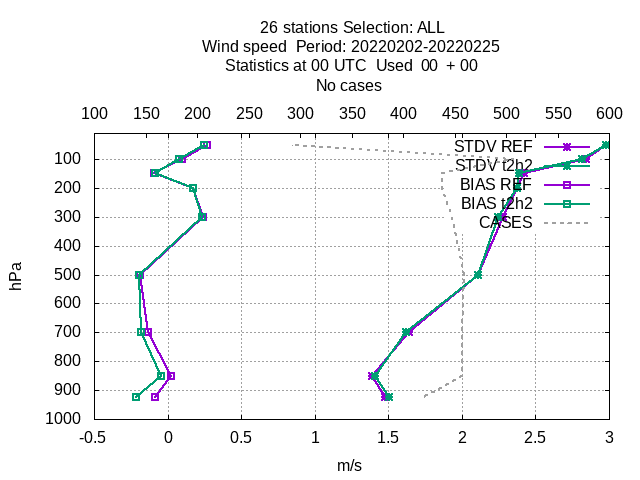 26 stations Selection: ALL
Wind speed  Period: 20220202-20220225
Statistics at 00 UTC  Used  00  + 00
No cases
100 150 200 250 300 350 400 450 500 550 600
STDV REF
STDV t2h2
BIAS REF
BIAS t2h2
CASES
hPa
100
200
300
400
500
600
700
800
900
1000
-0.5 0 0.5 1 1.5 2 2.5 3
m/s